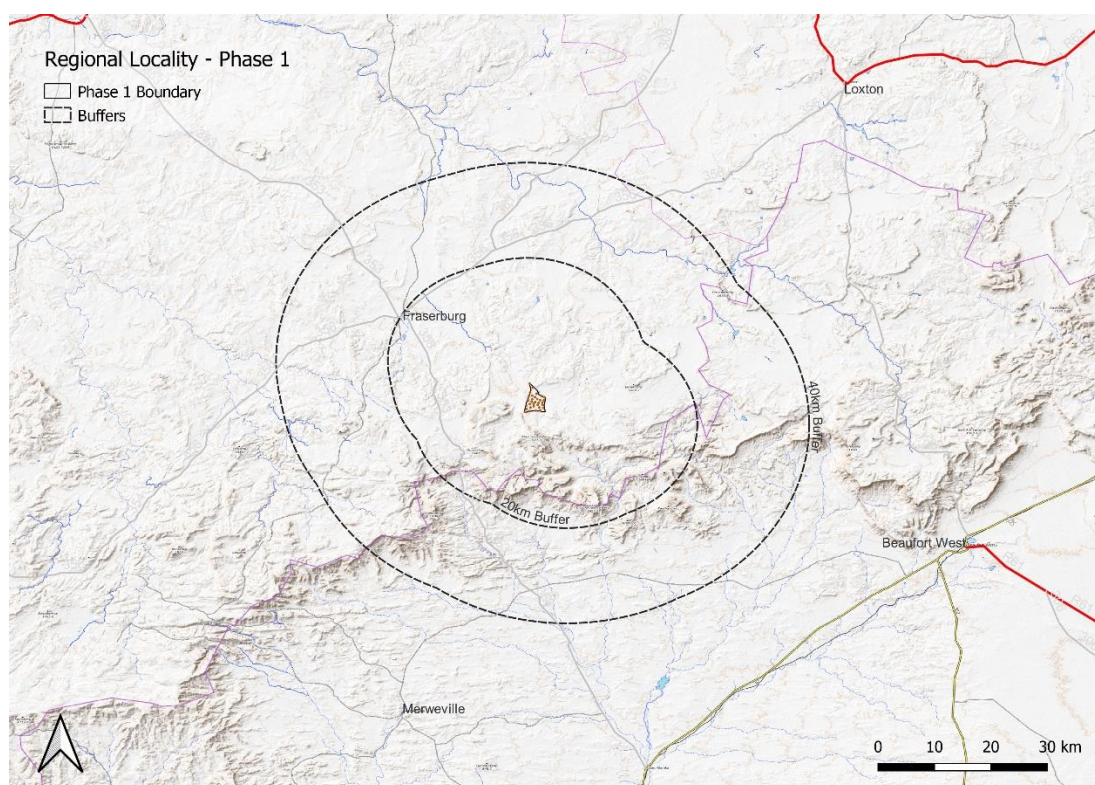 Regional Locality - Phase 1
Phase 1 Boundary
Buffers
Loxton
Fraserburg
40km Buffer
20km Buffer
Beaufort West
Merweville
0 10 20 30 km